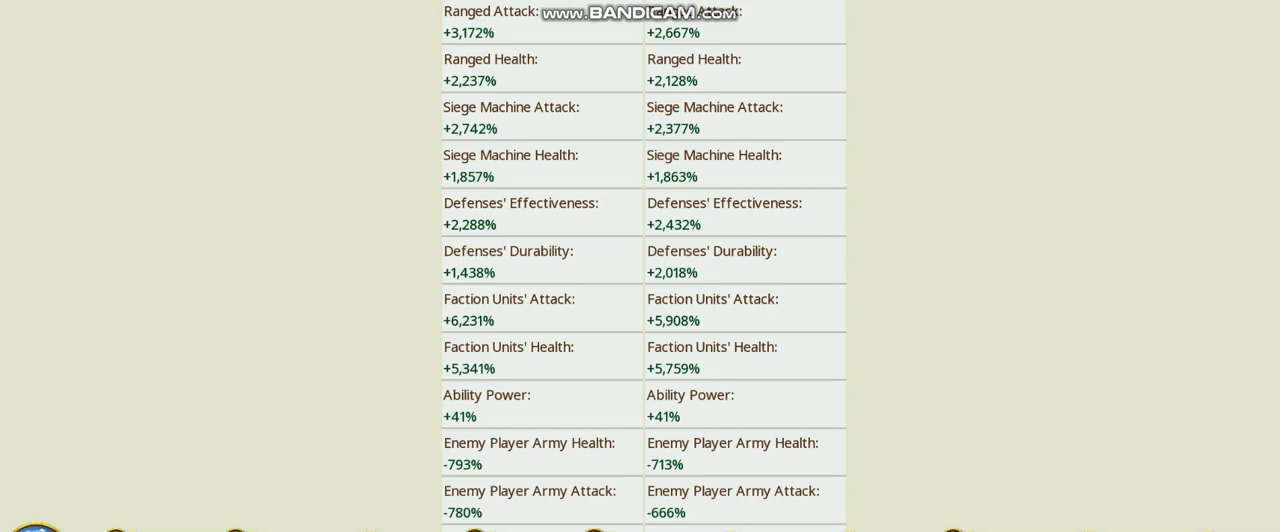 www.BANDICAM.com
Ranged Attack:
+3,172%
+2,667%
Ranged Health:
+2,237%
Ranged Health:
+2,128%
Siege Machine Attack:
+2,742%
Siege Machine Attack:
+2,377%
Siege Machine Health:
+1,857%
Siege Machine Health:
+1,863%
Defenses' Effectiveness:
+2,288%
Defenses' Effectiveness:
+2,432%
Defenses' Durability:
+1,438%
Defenses' Durability:
+2,018%
Faction Units' Attack:
+6,231%
Faction Units' Attack:
+5,908%
Faction Units' Health:
+5,341%
Faction Units' Health:
+5,759%
Ability Power:
+41%
Ability Power:
+41%
Enemy Player Army Health:
-793%
Enemy Player Army Health:
-713%
Enemy Player Army Attack:
-780%
Enemy Player Army Attack:
-666%